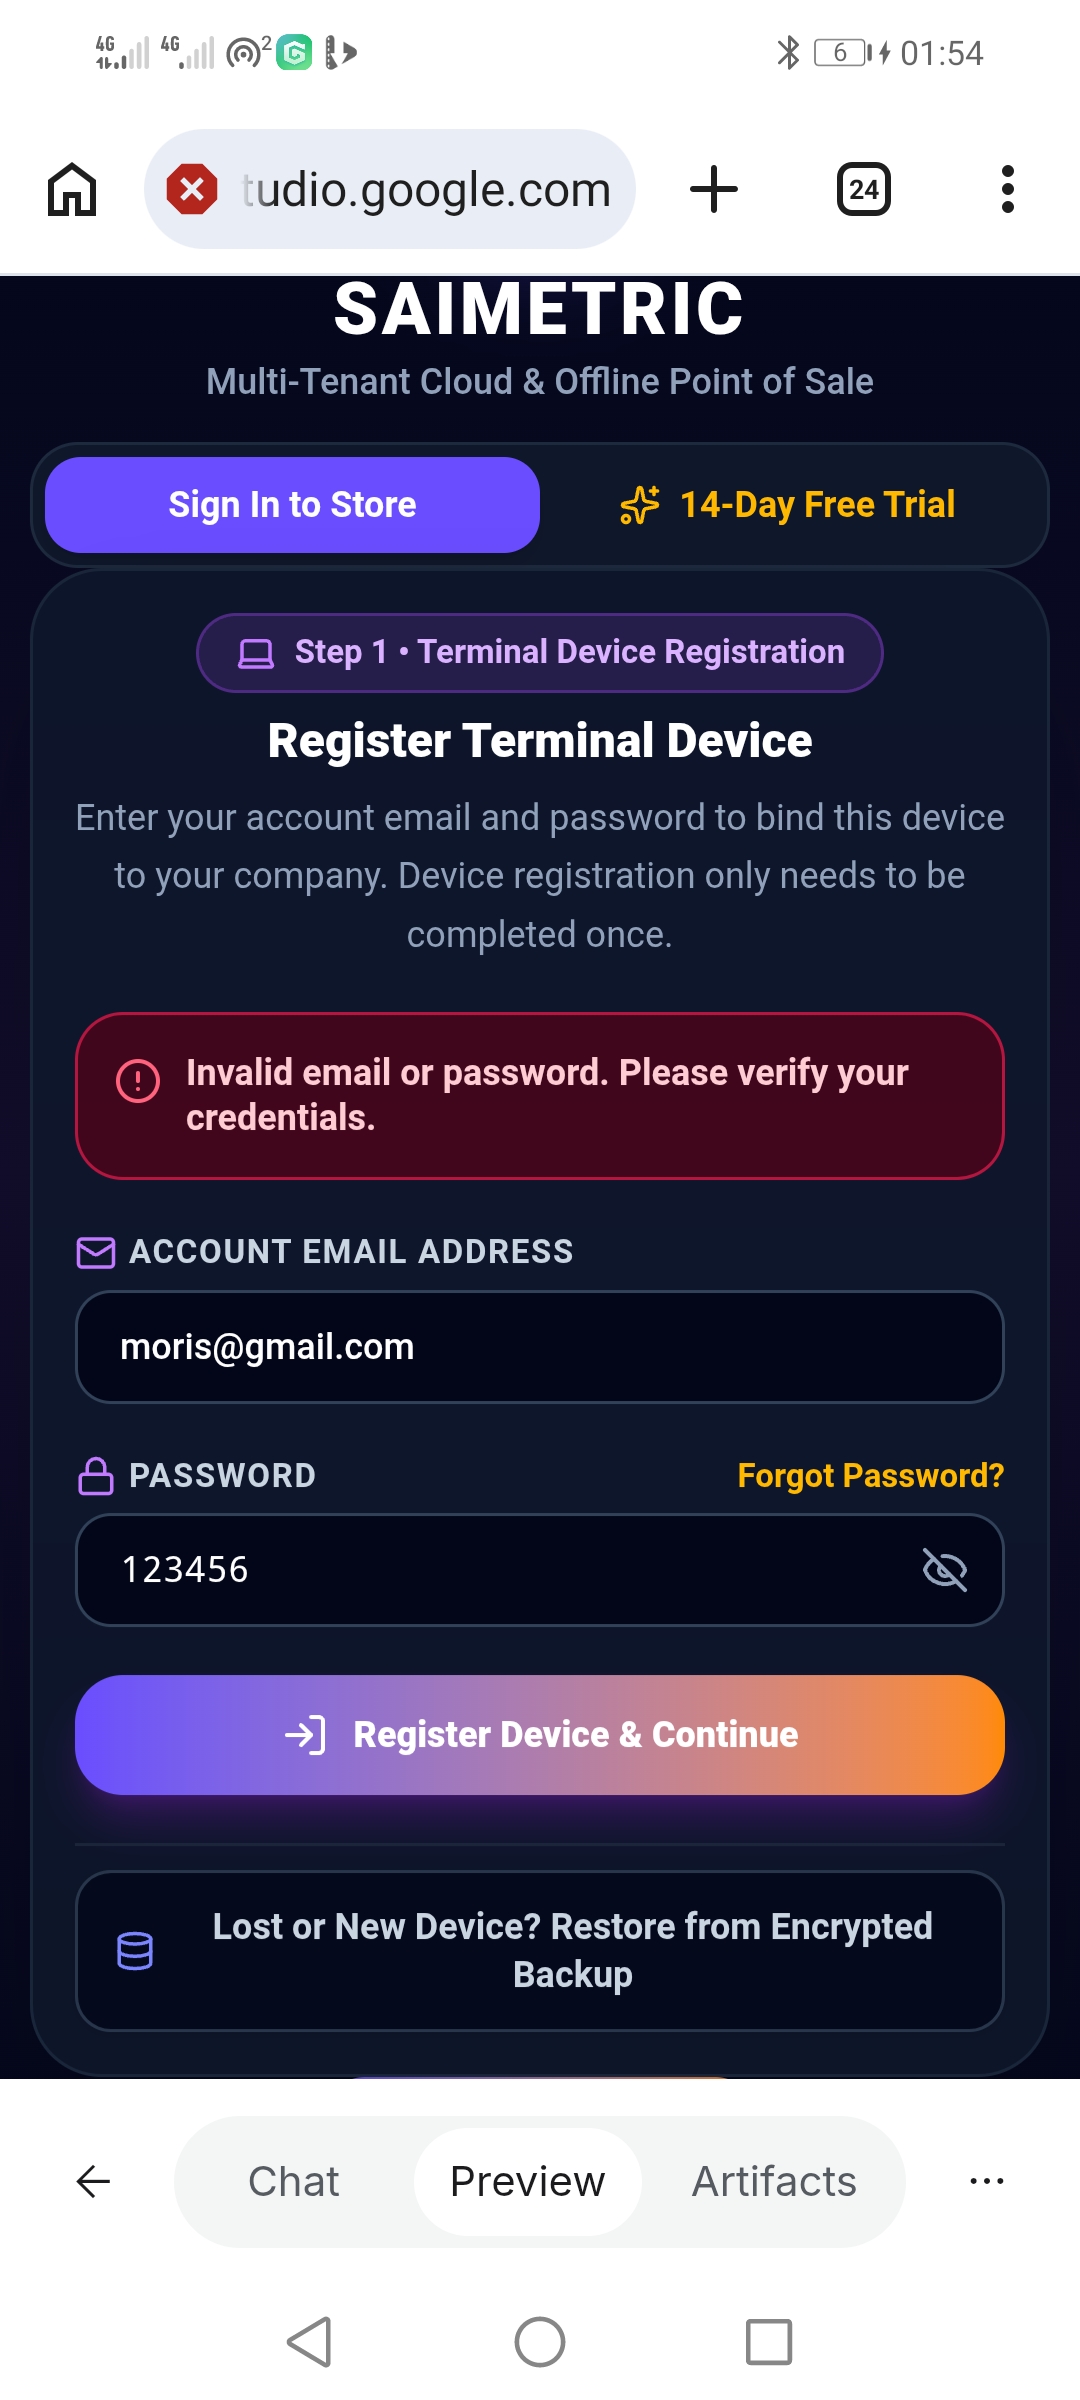 4G 4G 2 6 01:54
tudio.google.com 24
SAIMETRIC
Multi-Tenant Cloud & Offline Point of Sale
Sign In to Store 14-Day Free Trial
Step 1 • Terminal Device Registration
Register Terminal Device
Enter your account email and password to bind this device
to your company. Device registration only needs to be
completed once.
Invalid email or password. Please verify your
credentials.
ACCOUNT EMAIL ADDRESS
moris@gmail.com
PASSWORD Forgot Password?
123456
Register Device & Continue
Lost or New Device? Restore from Encrypted
Backup
Chat Preview Artifacts